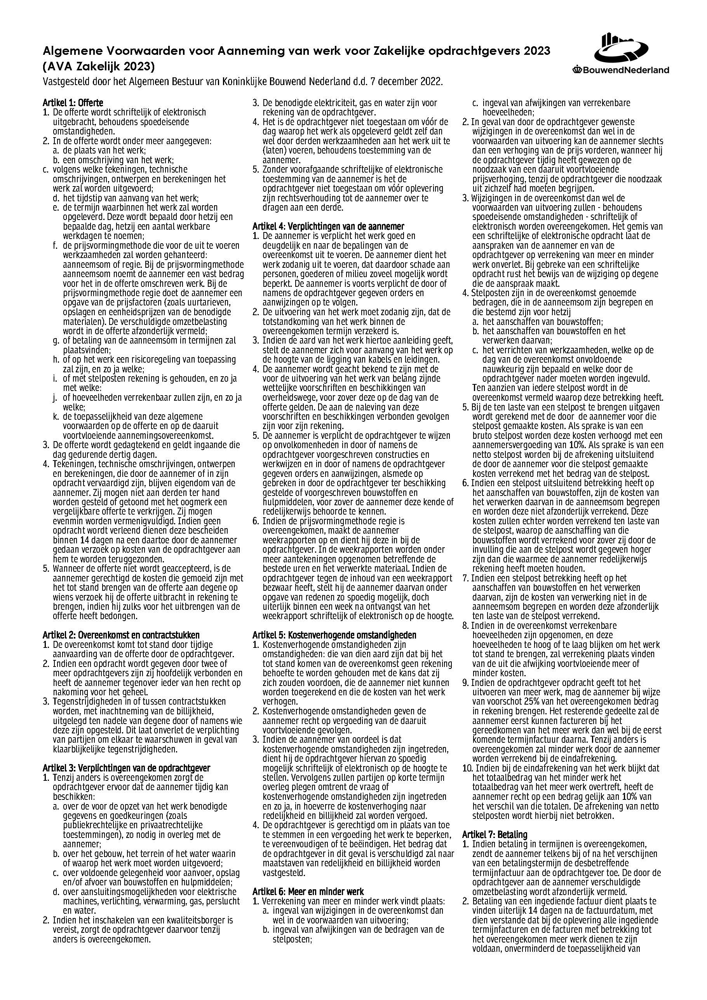 Algemene Voorwaarden voor Aanneming van werk voor Zakelijke opdrachtgevers 2023
(AVA Zakelijk 2023)
Vastgesteld door het Algemeen Bestuur van Koninklijke Bouwend Nederland d.d. 7 december 2022.
BouwendNederland
Artikel 1: Offerte
1. De offerte wordt schriftelijk of elektronisch
uitgebracht, behoudens spoedeisende
omstandigheden.
2. In de offerte wordt onder meer aangegeven:
a. de plaats van het werk;
b. een omschrijving van het werk;
c. volgens welke tekeningen, technische
omschrijvingen, ontwerpen en berekeningen het
werk zal worden uitgevoerd;
d. het tijdstip van aanvang van het werk;
e. de termijn waarbinnen het werk zal worden
opgeleverd. Deze wordt bepaald door hetzij een
bepaalde dag, hetzij een aantal werkbare
werkdagen te noemen;
f. de prijsvormingmethode die voor de uit te voeren
werkzaamheden zal worden gehanteerd:
aanneemsom of regie. Bij de prijsvormingmethode
aanneemsom noemt de aannemer een vast bedrag
voor het in de offerte omschreven werk. Bij de
prijsvormingmethode regie doet de aannemer een
opgave van de prijsfactoren (zoals uurtarieven,
opslagen en eenheidsprijzen van de benodigde
materialen). De verschuldigde omzetbelasting
wordt in de offerte afzonderlijk vermeld;
g. of betaling van de aanneemsom in termijnen zal
plaatsvinden;
h. of op het werk een risicoregeling van toepassing
zal zijn, en zo ja welke;
i. of met stelposten rekening is gehouden, en zo ja
met welke:
j. of hoeveelheden verrekenbaar zullen zijn, en zo ja
welke;
k. de toepasselijkheid van deze algemene
voorwaarden op de offerte en op de daaruit
voortvloeiende aannemingsovereenkomst.
3. De offerte wordt gedagtekend en geldt ingaande die
dag gedurende dertig dagen.
4. Tekeningen, technische omschrijvingen, ontwerpen
en berekeningen, die door de aannemer of in zijn
opdracht vervaardigd zijn, blijven eigendom van de
aannemer. Zij mogen niet aan derden ter hand
worden gesteld of getoond met het oogmerk een
vergelijkbare offerte te verkrijgen. Zij mogen
evenmin worden vermenigvuldigd. Indien geen
opdracht wordt verleend dienen deze bescheiden
binnen 14 dagen na een daartoe door de aannemer
gedaan verzoek op kosten van de opdrachtgever aan
hem te worden teruggezonden.
5. Wanneer de offerte niet wordt geaccepteerd, is de
aannemer gerechtigd de kosten die gemoeid zijn met
het tot stand brengen van de offerte aan degene op
wiens verzoek hij de offerte uitbracht in rekening te
brengen, indien hij zulks voor het uitbrengen van de
offerte heeft bedongen.
Artikel 2: Overeenkomst en contractstukken
1. De overeenkomst komt tot stand door tijdige
aanvaarding van de offerte door de opdrachtgever.
2. Indien een opdracht wordt gegeven door twee of
meer opdrachtgevers zijn zij hoofdelijk verbonden en
heeft de aannemer tegenover ieder van hen recht op
nakoming voor het geheel.
3. Tegenstrijdigheden in of tussen contractstukken
worden, met inachtneming van de billijkheid,
uitgelegd ten nadele van degene door of namens wie
deze zijn opgesteld. Dit laat onverlet de verplichting
van partijen om elkaar te waarschuwen in geval van
klaarblijkelijke tegenstrijdigheden.
Artikel 3: Verplichtingen van de opdrachtgever
1. Tenzij anders is overeengekomen zorgt de
opdrachtgever ervoor dat de aannemer tijdig kan
beschikken:
a. over de voor de opzet van het werk benodigde
gegevens en goedkeuringen (zoals
publiekrechtelijke en privaatrechtelijke
toestemmingen), zo nodig in overleg met de
aannemer;
b. over het gebouw, het terrein of het water waarin
of waarop het werk moet worden uitgevoerd;
c. over voldoende gelegenheid voor aanvoer, opslag
en/of afvoer van bouwstoffen en hulpmiddelen;
d. over aansluitingsmogelijkheden voor elektrische
machines, verlichting, verwarming, gas, perslucht
en water.
2. Indien het inschakelen van een kwaliteitsborger is
vereist, zorgt de opdrachtgever daarvoor tenzij
anders is overeengekomen.
3. De benodigde elektriciteit, gas en water zijn voor
rekening van de opdrachtgever.
4. Het is de opdrachtgever niet toegestaan om vóór de
dag waarop het werk als opgeleverd geldt zelf dan
wel door derden werkzaamheden aan het werk uit te
(laten) voeren, behoudens toestemming van de
aannemer.
5. Zonder voorafgaande schriftelijke of elektronische
toestemming van de aannemer is het de
opdrachtgever niet toegestaan om vóór oplevering
zijn rechtsverhouding tot de aannemer over te
dragen aan een derde.
Artikel 4: Verplichtingen van de aannemer
1. De aannemer is verplicht het werk goed en
deugdelijk en naar de bepalingen van de
overeenkomst uit te voeren. De aannemer dient het
werk zodanig uit te voeren, dat daardoor schade aan
personen, goederen of milieu zoveel mogelijk wordt
beperkt. De aannemer is voorts verplicht de door of
namens de opdrachtgever gegeven orders en
aanwijzingen op te volgen.
2. De uitvoering van het werk moet zodanig zijn, dat de
totstandkoming van het werk binnen de
overeengekomen termijn verzekerd is.
3. Indien de aard van het werk hiertoe aanleiding geeft,
stelt de aannemer zich voor aanvang van het werk op
de hoogte van de ligging van kabels en leidingen.
4. De aannemer wordt geacht bekend te zijn met de
voor de uitvoering van het werk van belang zijnde
wettelijke voorschriften en beschikkingen van
overheidswege, voor zover deze op de dag van de
offerte gelden. De aan de naleving van deze
voorschriften en beschikkingen verbonden gevolgen
zijn voor zijn rekening.
5. De aannemer is verplicht de opdrachtgever te wijzen
op onvolkomenheden in door of namens de
opdrachtgever voorgeschreven constructies en
werkwijzen en in door of namens de opdrachtgever
gegeven orders en aanwijzingen, alsmede op
gebreken in door de opdrachtgever ter beschikking
gestelde of voorgeschreven bouwstoffen en
hulpmiddelen, voor zover de aannemer deze kende of
redelijkerwijs behoorde te kennen.
6. Indien de prijsvormingmethode regie is
overeengekomen, maakt de aannemer
weekrapporten op en dient hij deze in bij de
opdrachtgever. In de weekrapporten worden onder
meer aantekeningen opgenomen betreffende de
bestede uren en het verwerkte materiaal. Indien de
opdrachtgever tegen de inhoud van een weekrapport
bezwaar heeft, stelt hij de aannemer daarvan onder
opgave van redenen zo spoedig mogelijk, doch
uiterlijk binnen een week na ontvangst van het
weekrapport schriftelijk of elektronisch op de hoogte.
Artikel 5: Kostenverhogende omstandigheden
1. Kostenverhogende omstandigheden zijn
omstandigheden: die van dien aard zijn dat bij het
tot stand komen van de overeenkomst geen rekening
behoefte te worden gehouden met de kans dat zij
zich zouden voordoen, die de aannemer niet kunnen
worden toegerekend en die de kosten van het werk
verhogen.
2. Kostenverhogende omstandigheden geven de
aannemer recht op vergoeding van de daaruit
voortvloeiende gevolgen.
3. Indien de aannemer van oordeel is dat
kostenverhogende omstandigheden zijn ingetreden,
dient hij de opdrachtgever hiervan zo spoedig
mogelijk schriftelijk of elektronisch op de hoogte te
stellen. Vervolgens zullen partijen op korte termijn
overleg plegen omtrent de vraag of
kostenverhogende omstandigheden zijn ingetreden
en zo ja, in hoeverre de kostenverhoging naar
redelijkheid en billijkheid zal worden vergoed.
4. De opdrachtgever is gerechtigd om in plaats van toe
te stemmen in een vergoeding het werk te beperken,
te vereenvoudigen of te beëindigen. Het bedrag dat
de opdrachtgever in dit geval is verschuldigd zal naar
maatstaven van redelijkheid en billijkheid worden
vastgesteld.
Artikel 6: Meer en minder werk
1. Verrekening van meer en minder werk vindt plaats:
a. ingeval van wijzigingen in de overeenkomst dan
wel in de voorwaarden van uitvoering;
b. ingeval van afwijkingen van de bedragen van de
stelposten;
c. ingeval van afwijkingen van verrekenbare
hoeveelheden;
2. In geval van door de opdrachtgever gewenste
wijzigingen in de overeenkomst dan wel in de
voorwaarden van uitvoering kan de aannemer slechts
dan een verhoging van de prijs vorderen, wanneer hij
de opdrachtgever tijdig heeft gewezen op de
noodzaak van een daaruit voortvloeiende
prijsverhoging, tenzij de opdrachtgever die noodzaak
uit zichzelf had moeten begrijpen.
3. Wijzigingen in de overeenkomst dan wel de
voorwaarden van uitvoering zullen - behoudens
spoedeisende omstandigheden - schriftelijk of
elektronisch worden overeengekomen. Het gemis van
een schriftelijke of elektronische opdracht laat de
aanspraken van de aannemer en van de
opdrachtgever op verrekening van meer en minder
werk onverlet. Bij gebreke van een schriftelijke
opdracht rust het bewijs van de wijziging op degene
die de aanspraak maakt.
4. Stelposten zijn in de overeenkomst genoemde
bedragen, die in de aanneemsom zijn begrepen en
die bestemd zijn voor hetzij
a. het aanschaffen van bouwstoffen;
b. het aanschaffen van bouwstoffen en het
verwerken daarvan;
c. het verrichten van werkzaamheden, welke op de
dag van de overeenkomst onvoldoende
nauwkeurig zijn bepaald en welke door de
opdrachtgever nader moeten worden ingevuld.
Ten aanzien van iedere stelpost wordt in de
overeenkomst vermeld waarop deze betrekking heeft.
5. Bij de ten laste van een stelpost te brengen uitgaven
wordt gerekend met de door de aannemer voor die
stelpost gemaakte kosten. Als sprake is van een
bruto stelpost worden deze kosten verhoogd met een
aannemersvergoeding van 10%. Als sprake is van een
netto stelpost worden bij de afrekening uitsluitend
de door de aannemer voor die stelpost gemaakte
kosten verrekend met het bedrag van de stelpost.
6. Indien een stelpost uitsluitend betrekking heeft op
het aanschaffen van bouwstoffen, zijn de kosten van
het verwerken daarvan in de aanneemsom begrepen
en worden deze niet afzonderlijk verrekend. Deze
kosten zullen echter worden verrekend ten laste van
de stelpost, waarop de aanschaffing van die
bouwstoffen wordt verrekend voor zover zij door de
invulling die aan de stelpost wordt gegeven hoger
zijn dan die waarmee de aannemer redelijkerwijs
rekening heeft moeten houden.
7. Indien een stelpost betrekking heeft op het
aanschaffen van bouwstoffen en het verwerken
daarvan, zijn de kosten van verwerking niet in de
aanneemsom begrepen en worden deze afzonderlijk
ten laste van de stelpost verrekend.
8. Indien in de overeenkomst verrekenbare
hoeveelheden zijn opgenomen, en deze
hoeveelheden te hoog of te laag blijken om het werk
tot stand te brengen, zal verrekening plaats vinden
van de uit die afwijking voortvloeiende meer of
minder kosten.
9. Indien de opdrachtgever opdracht geeft tot het
uitvoeren van meer werk, mag de aannemer bij wijze
van voorschot 25% van het overeengekomen bedrag
in rekening brengen. Het resterende gedeelte zal de
aannemer eerst kunnen factureren bij het
gereedkomen van het meer werk dan wel bij de eerst
komende termijnfactuur daarna. Tenzij anders is
overeengekomen zal minder werk door de aannemer
worden verrekend bij de eindafrekening.
10. Indien bij de eindafrekening van het werk blijkt dat
het totaalbedrag van het minder werk het
totaalbedrag van het meer werk overtreft, heeft de
aannemer recht op een bedrag gelijk aan 10% van
het verschil van die totalen. De afrekening van netto
stelposten wordt hierbij niet betrokken.
Artikel 7: Betaling
1. Indien betaling in termijnen is overeengekomen,
zendt de aannemer telkens bij of na het verschijnen
van een betalingstermijn de desbetreffende
termijnfactuur aan de opdrachtgever toe. De door de
opdrachtgever aan de aannemer verschuldigde
omzetbelasting wordt afzonderlijk vermeld.
2. Betaling van een ingediende factuur dient plaats te
vinden uiterlijk 14 dagen na de factuurdatum, met
dien verstande dat bij de oplevering alle ingediende
termijnfacturen en de facturen met betrekking tot
het overeengekomen meer werk dienen te zijn
voldaan, onverminderd de toepasselijkheid van